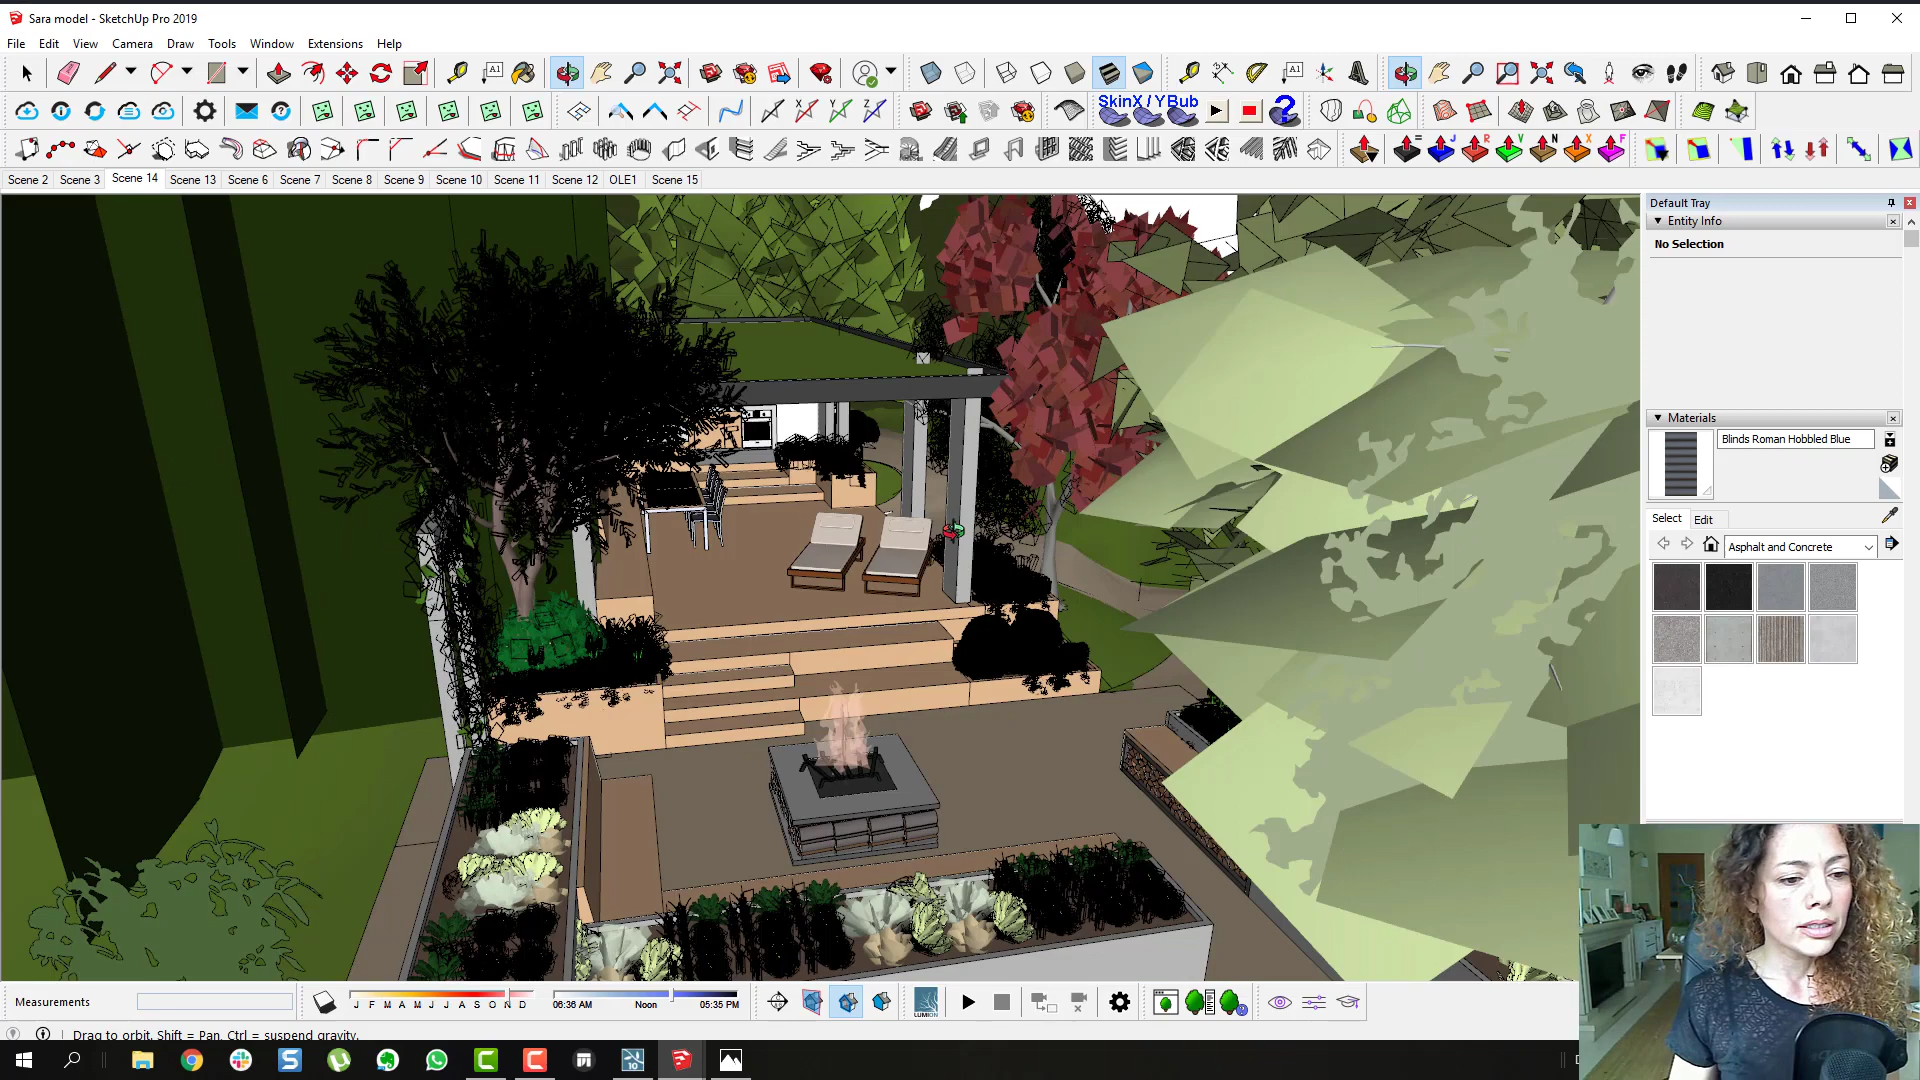 Sara model - SketchUp Pro 2019
File Edit View Camera Draw Tools Window Extensions Help
A1 A1
SkinX / YBub
X Y Z ?
= J R V N X F
Scene 2 Scene 3 Scene 14 Scene 13 Scene 6 Scene 7 Scene 8 Scene 9 Scene 10 Scene 11 Scene 12 OLE1 Scene 15
Default Tray
Entity Info
No Selection
Materials
Blinds Roman Hobbled Blue
Select Edit
Asphalt and Concrete
Measurements
J F M A M J J A S O N D
06:36 AM Noon 05:35 PM
LUMION
Drag to orbit. Shift = Pan, Ctrl = suspend gravity.